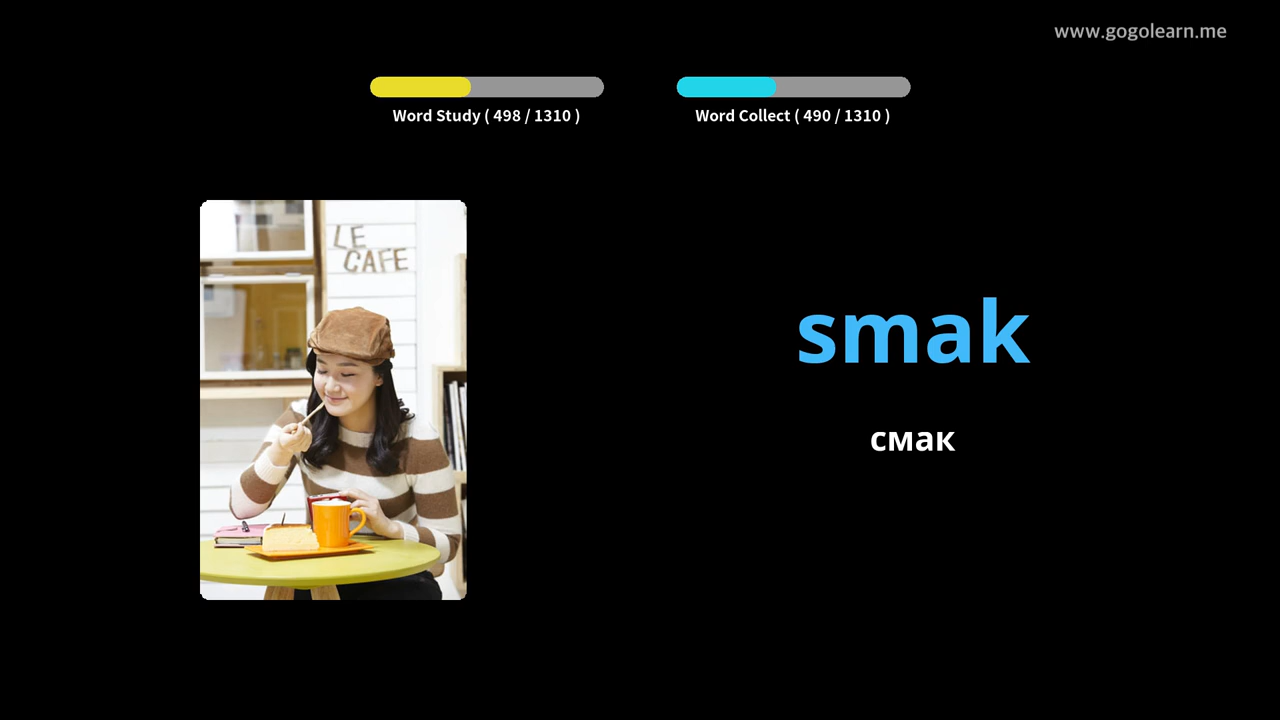 www.gogolearn.me
Word Study ( 498 / 1310 )
Word Collect ( 490 / 1310 )
LE
CAFE
smak
смак